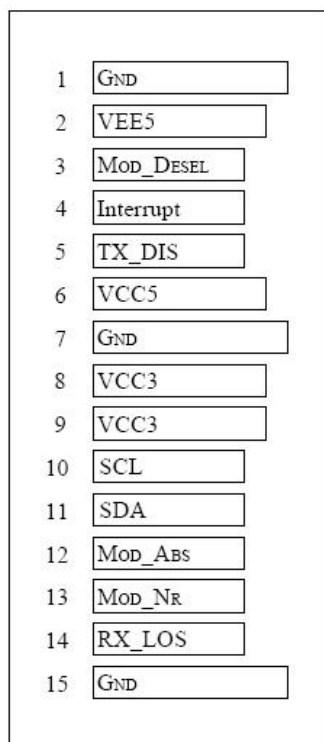 1 GND
2 VEE5
3 MOD_DESEL
4 Interrupt
5 TX_DIS
6 VCC5
7 GND
8 VCC3
9 VCC3
10 SCL
11 SDA
12 MOD_ABS
13 MOD_NR
14 RX_LOS
15 GND